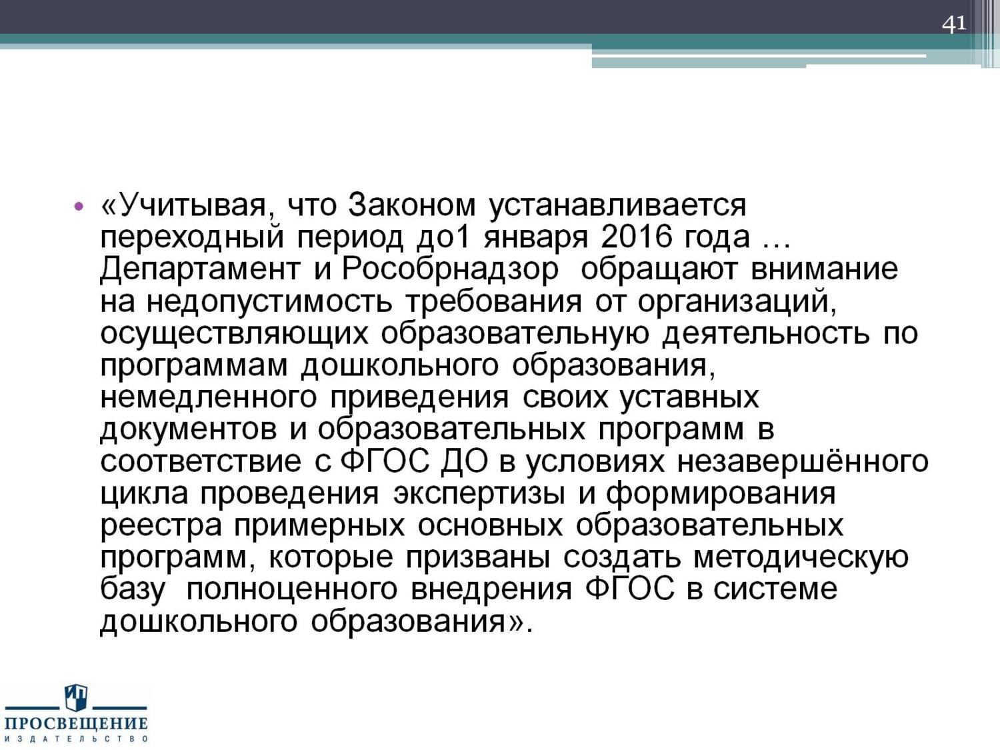 41
• «Учитывая, что Законом устанавливается
переходный период до1 января 2016 года …
Департамент и Рособрнадзор обращают внимание
на недопустимость требования от организаций,
осуществляющих образовательную деятельность по
программам дошкольного образования,
немедленного приведения своих уставных
документов и образовательных программ в
соответствие с ФГОС ДО в условиях незавершённого
цикла проведения экспертизы и формирования
реестра примерных основных образовательных
программ, которые призваны создать методическую
базу полноценного внедрения ФГОС в системе
дошкольного образования».
ИП
ПРОСВЕЩЕНИЕ
ИЗДАТЕЛЬСТВО